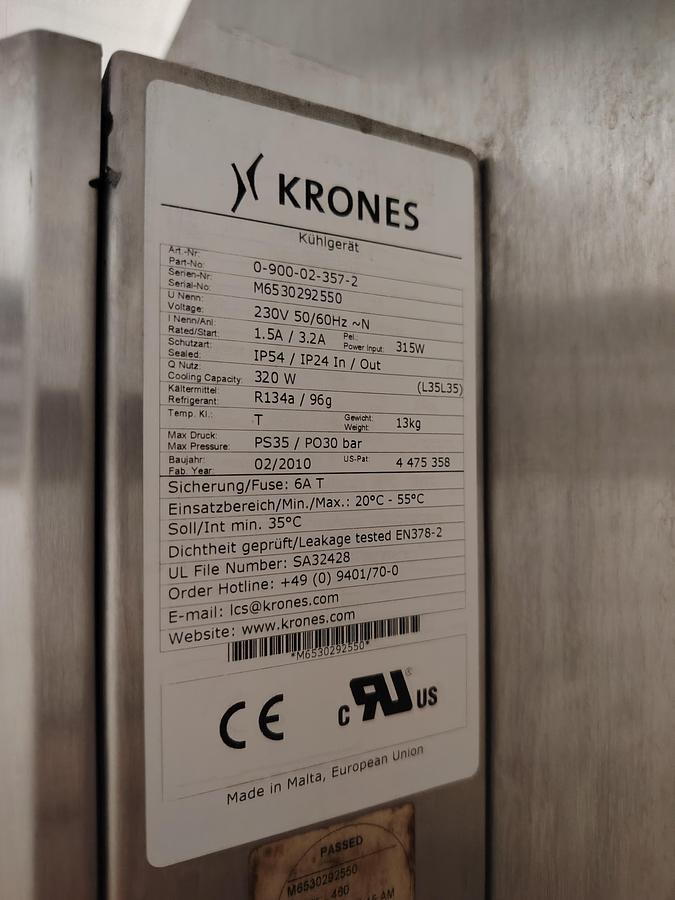 KRONES
Kühlgerät
Art.-Nr:
Part-No: 0-900-02-357-2
Serien-Nr:
Serial-No: M6530292550
U Nenn:
Voltage: 230V 50/60Hz ~N
I Nenn/Anl:
Rated/Start: 1.5A / 3.2A Pel.: Power Input: 315W
Schutzart:
Sealed: IP54 / IP24 In / Out
Q Nutz:
Cooling Capacity: 320 W (L35L35)
Kältermittel:
Refrigerant: R134a / 96g
Temp. Kl.: T Gewicht: Weight: 13kg
Max Druck:
Max Pressure: PS35 / PO30 bar
Baujahr:
Fab. Year: 02/2010 US-Pat: 4 475 358
Sicherung/Fuse: 6A T
Einsatzbereich/Min./Max.: 20°C - 55°C
Soll/Int min. 35°C
Dichtheit geprüft/Leakage tested EN378-2
UL File Number: SA32428
Order Hotline: +49 (0) 9401/70-0
E-mail: lcs@krones.com
Website: www.krones.com
*M6530292550*
CE c RU ® US
Made in Malta, European Union
PASSED
M6530292550
460
AM